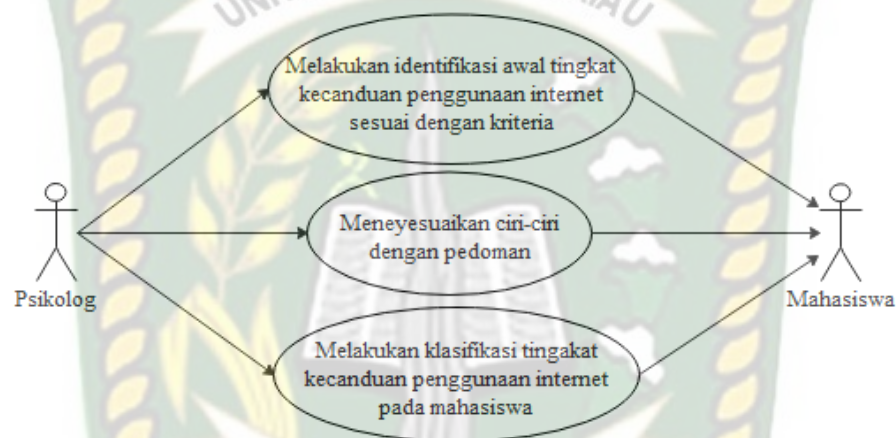 Melakukan identifikasi awal tingkat
kecanduan penggunaan internet
sesuai dengan kriteria
Meneyesuaikan ciri-ciri
dengan pedoman
Psikolog
Mahasiswa
Melakukan klasifikasi tingakat
kecanduan penggunaan internet
pada mahasiswa